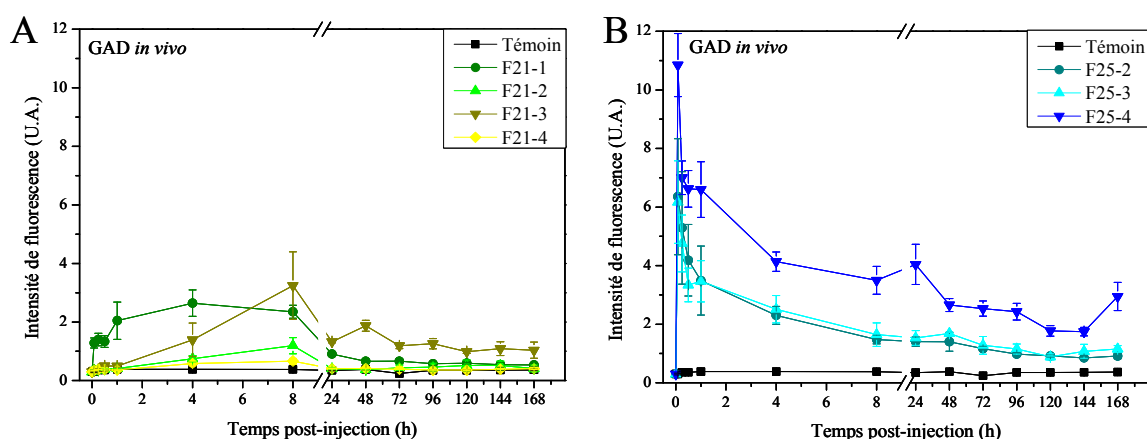 A
GAD in vivo
Témoin
F21-1
F21-2
F21-3
F21-4
Intensité de fluorescence (U.A.)
12
10
8
6
4
2
0
0 2 4 6 8 24 48 72 96 120 144 168
Temps post-injection (h)
B
GAD in vivo
Témoin
F25-2
F25-3
F25-4
Intensité de fluorescence (U.A.)
12
10
8
6
4
2
0
0 2 4 6 8 24 48 72 96 120 144 168
Temps post-injection (h)